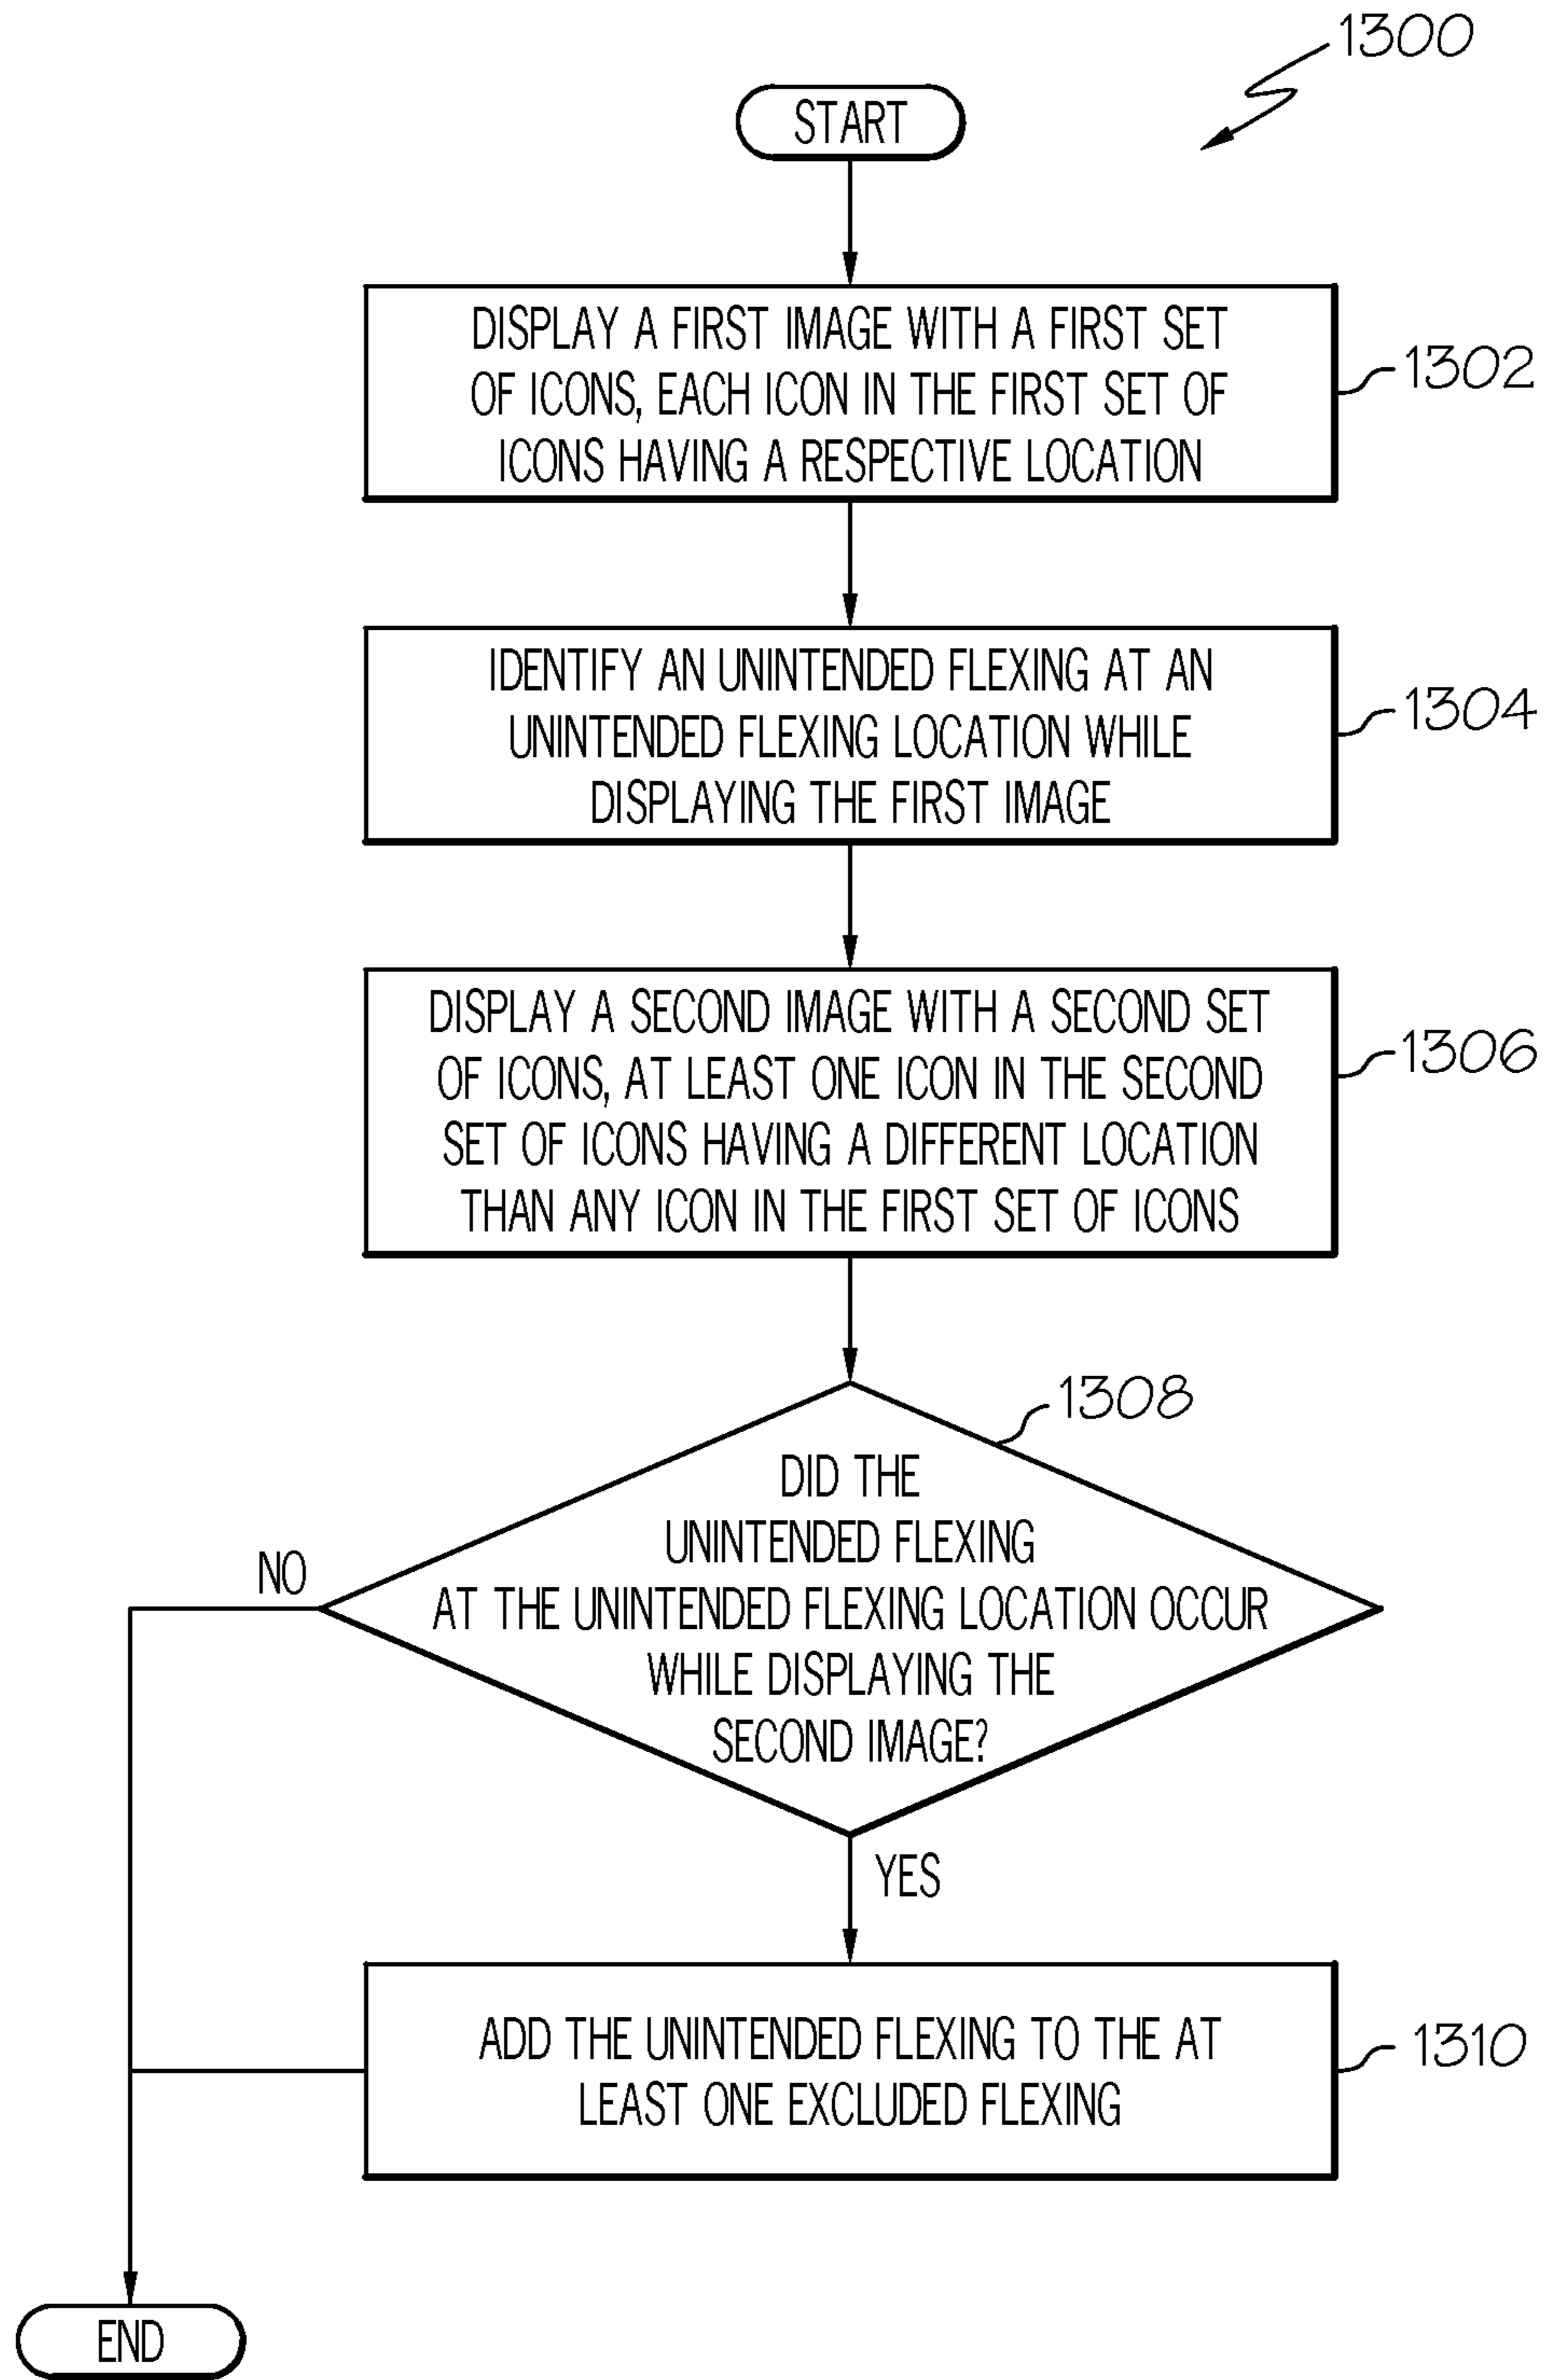 1300
START
DISPLAY A FIRST IMAGE WITH A FIRST SET
OF ICONS, EACH ICON IN THE FIRST SET OF
ICONS HAVING A RESPECTIVE LOCATION
1302
IDENTIFY AN UNINTENDED FLEXING AT AN
UNINTENDED FLEXING LOCATION WHILE
DISPLAYING THE FIRST IMAGE
1304
DISPLAY A SECOND IMAGE WITH A SECOND SET
OF ICONS, AT LEAST ONE ICON IN THE SECOND
SET OF ICONS HAVING A DIFFERENT LOCATION
THAN ANY ICON IN THE FIRST SET OF ICONS
1306
1308
DID THE
UNINTENDED FLEXING
AT THE UNINTENDED FLEXING LOCATION OCCUR
WHILE DISPLAYING THE
SECOND IMAGE?
NO
YES
ADD THE UNINTENDED FLEXING TO THE AT
LEAST ONE EXCLUDED FLEXING
1310
END